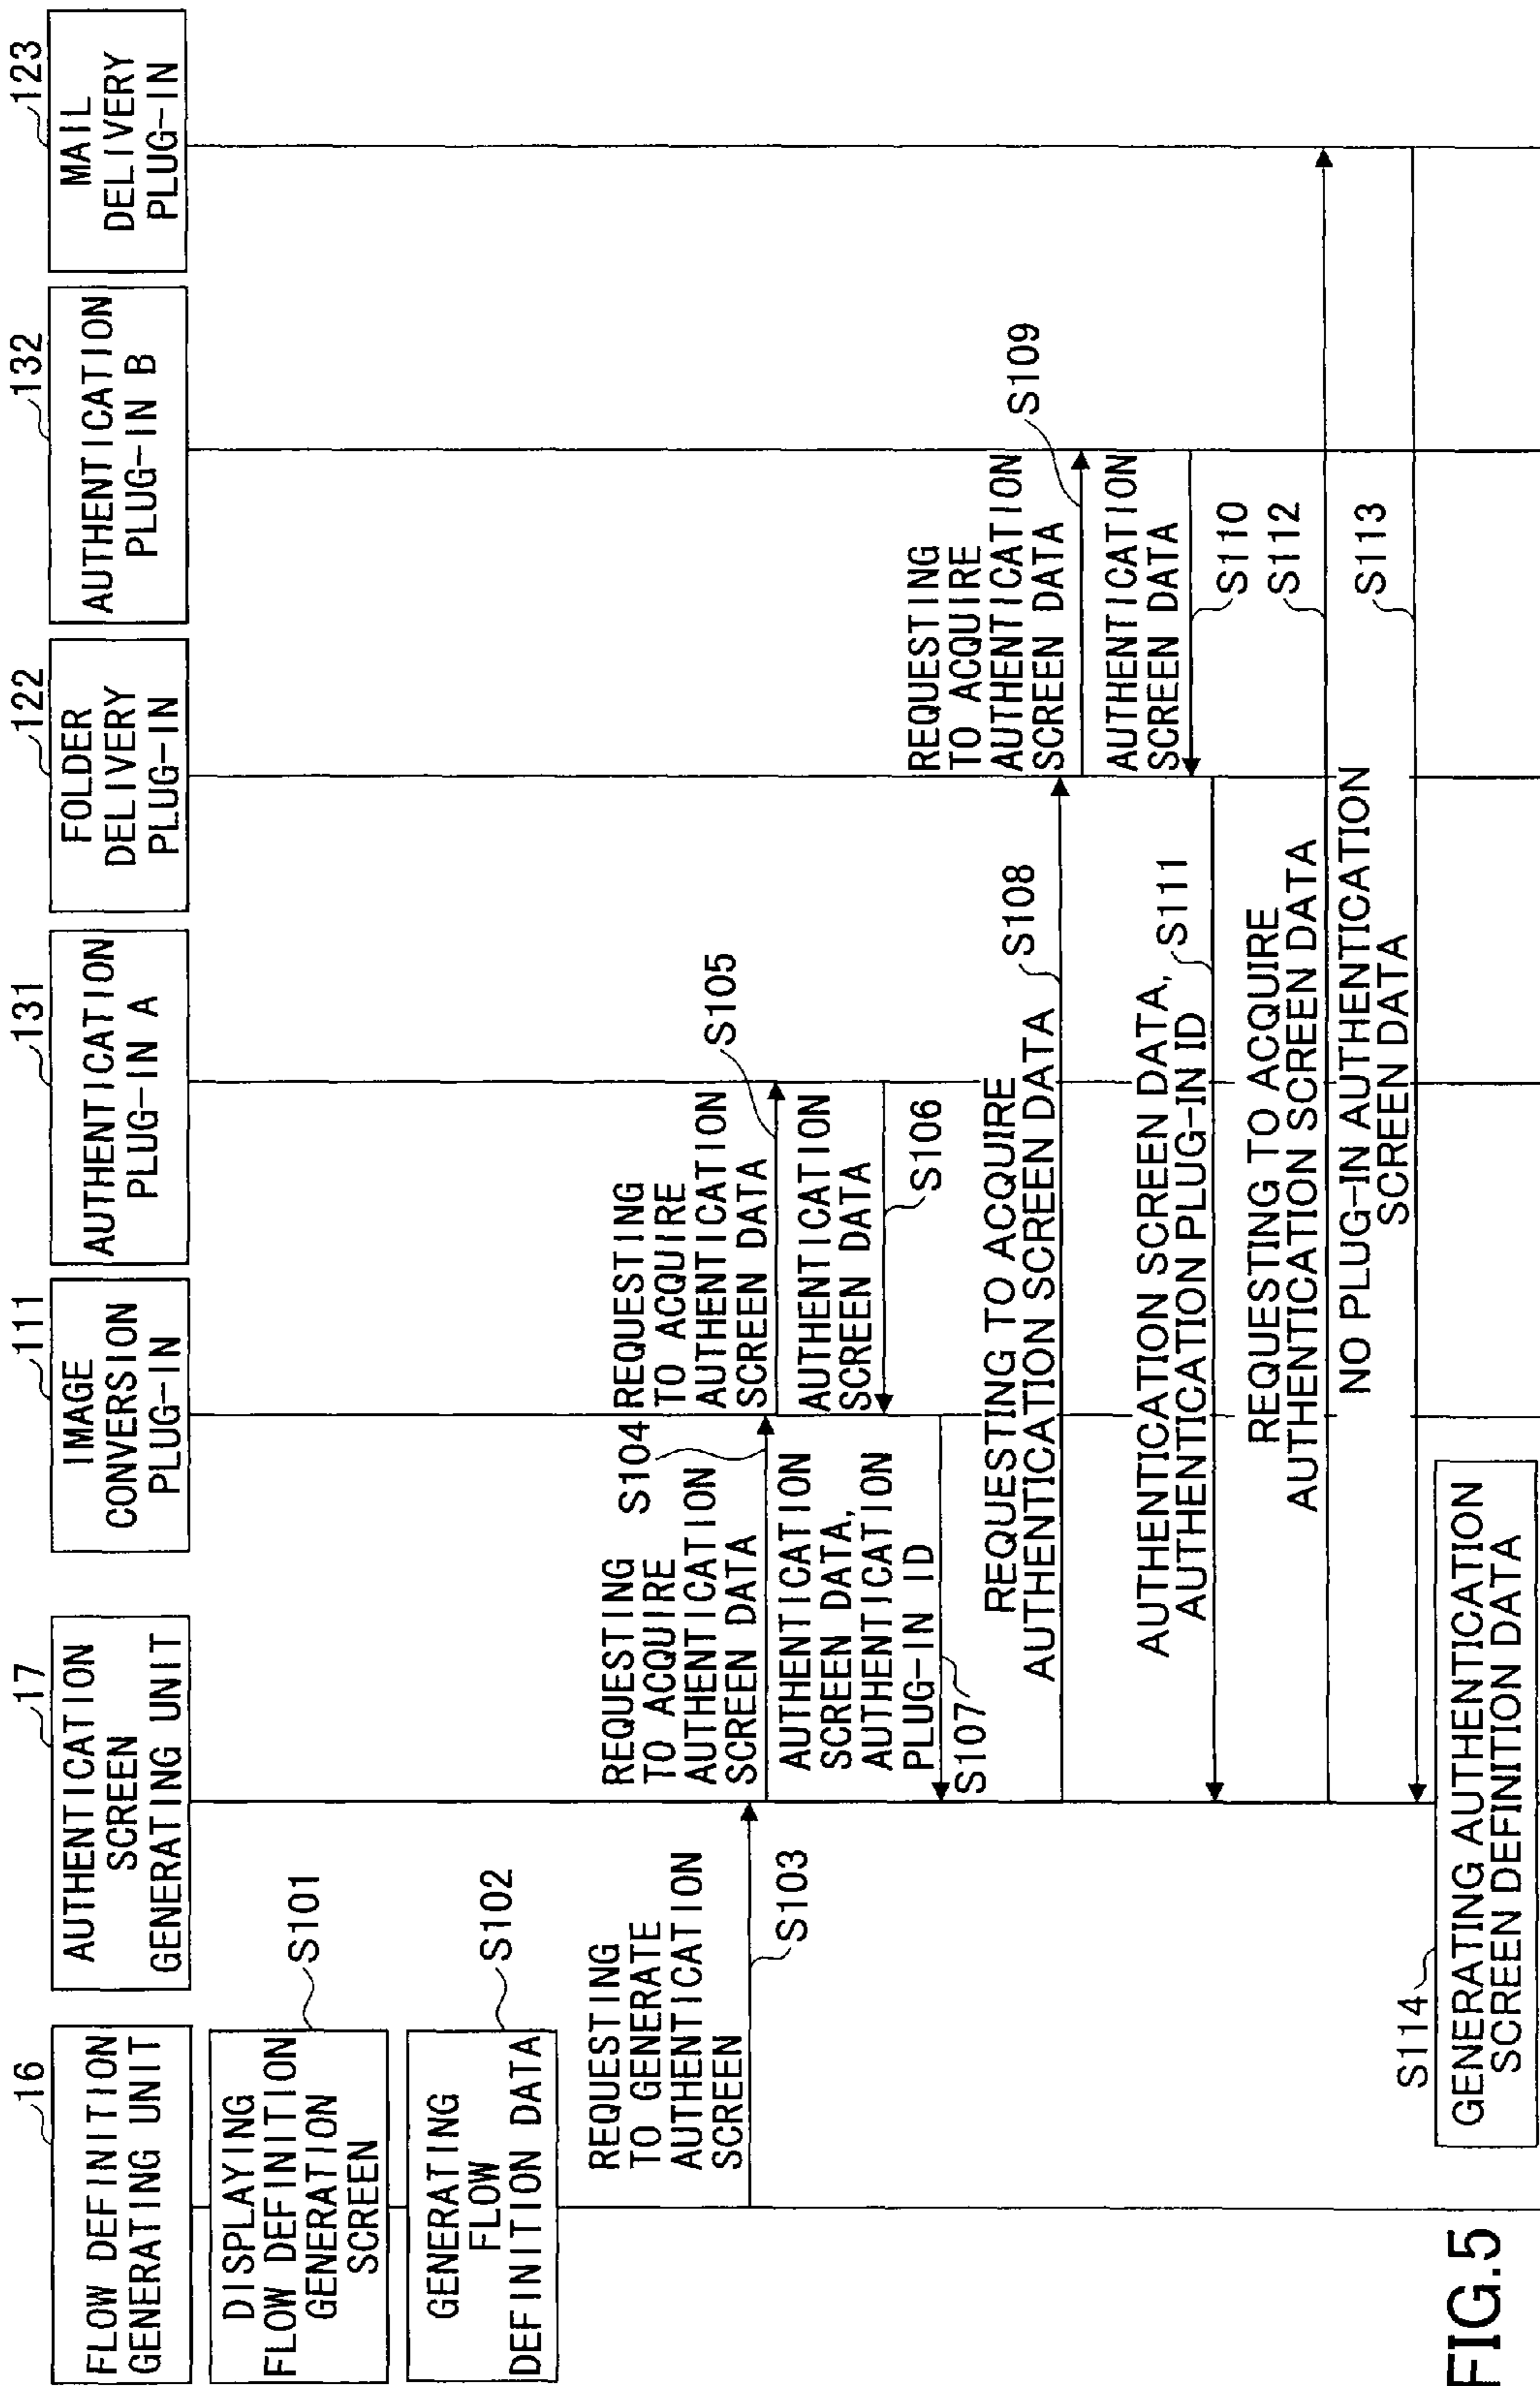 16
FLOW DEFINITION
GENERATING UNIT
17
AUTHENTICATION
SCREEN
GENERATING UNIT
111
IMAGE
CONVERSION
PLUG-IN
131
AUTHENTICATION
PLUG-IN A
122
FOLDER
DELIVERY
PLUG-IN
132
AUTHENTICATION
PLUG-IN B
123
MAIL
DELIVERY
PLUG-IN
DISPLAYING
FLOW DEFINITION
GENERATION
SCREEN
S101
GENERATING
FLOW
DEFINITION DATA
S102
REQUESTING
TO GENERATE
AUTHENTICATION
SCREEN
S103
REQUESTING
TO ACQUIRE
AUTHENTICATION
SCREEN DATA
S104
REQUESTING
TO ACQUIRE
AUTHENTICATION
SCREEN DATA
S105
AUTHENTICATION
SCREEN DATA
S106
AUTHENTICATION
SCREEN DATA,
AUTHENTICATION
PLUG-IN ID
S107
REQUESTING TO ACQUIRE
AUTHENTICATION SCREEN DATA
S108
REQUESTING
TO ACQUIRE
AUTHENTICATION
SCREEN DATA
S109
AUTHENTICATION
SCREEN DATA
S110
AUTHENTICATION SCREEN DATA,
AUTHENTICATION PLUG-IN ID
S111
REQUESTING TO ACQUIRE
AUTHENTICATION SCREEN DATA
S112
NO PLUG-IN AUTHENTICATION
SCREEN DATA
S113
S114
GENERATING AUTHENTICATION
SCREEN DEFINITION DATA
FIG.5